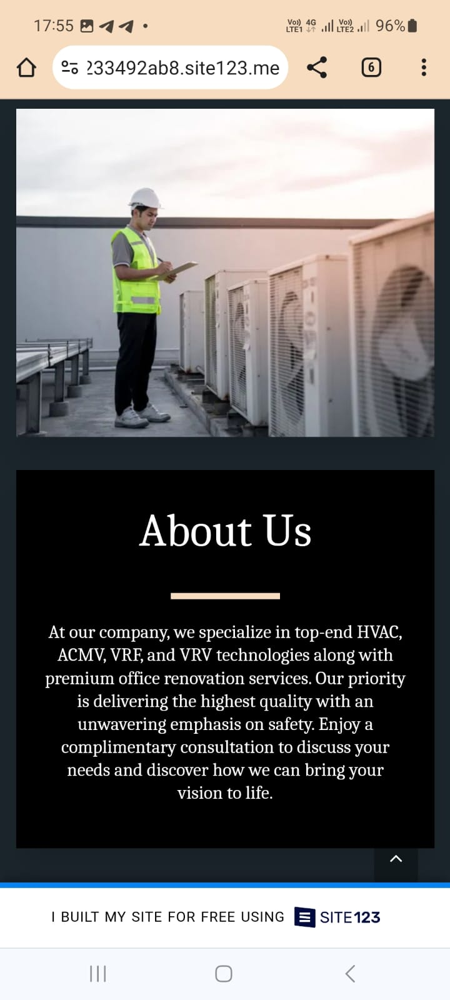 17:55
Vo)) 4G
LTE1
Vo))
LTE2
96%
233492ab8.site123.me
6
About Us
At our company, we specialize in top-end HVAC,
ACMV, VRF, and VRV technologies along with
premium office renovation services. Our priority
is delivering the highest quality with an
unwavering emphasis on safety. Enjoy a
complimentary consultation to discuss your
needs and discover how we can bring your
vision to life.
I BUILT MY SITE FOR FREE USING SITE123